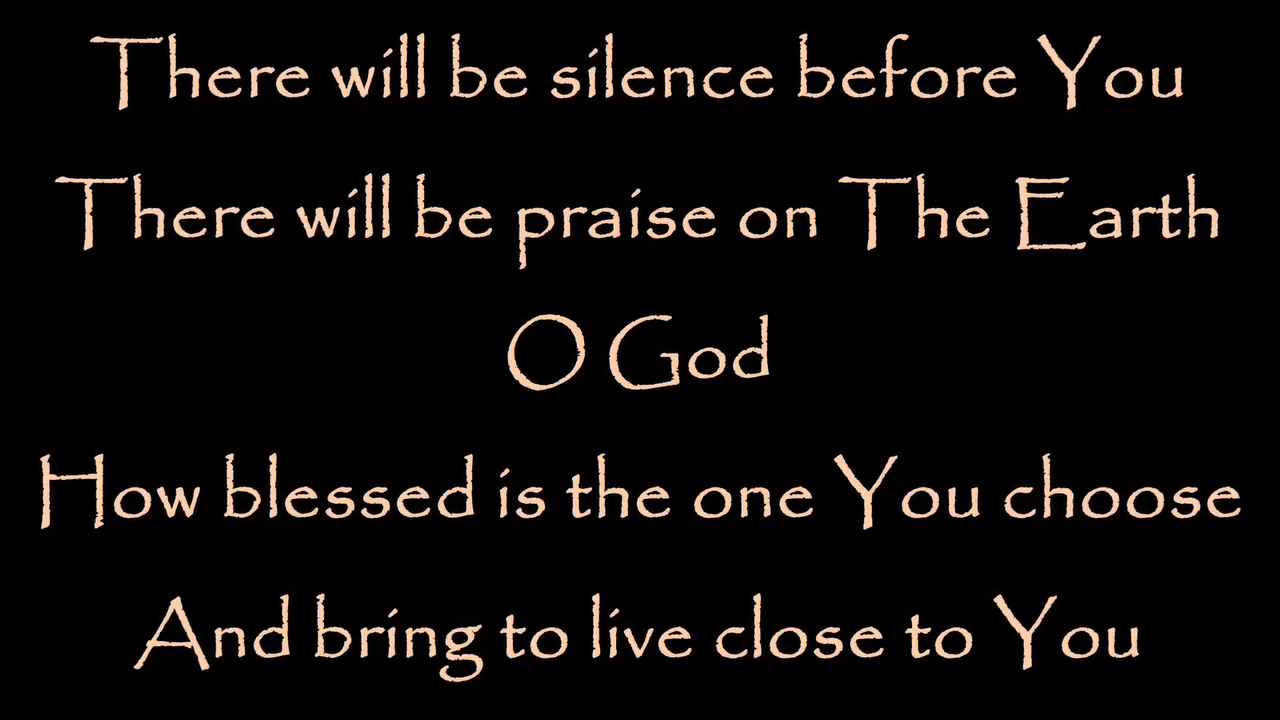 There will be silence before You
There will be praise on The Earth
O God
How blessed is the one You choose
And bring to live close to You